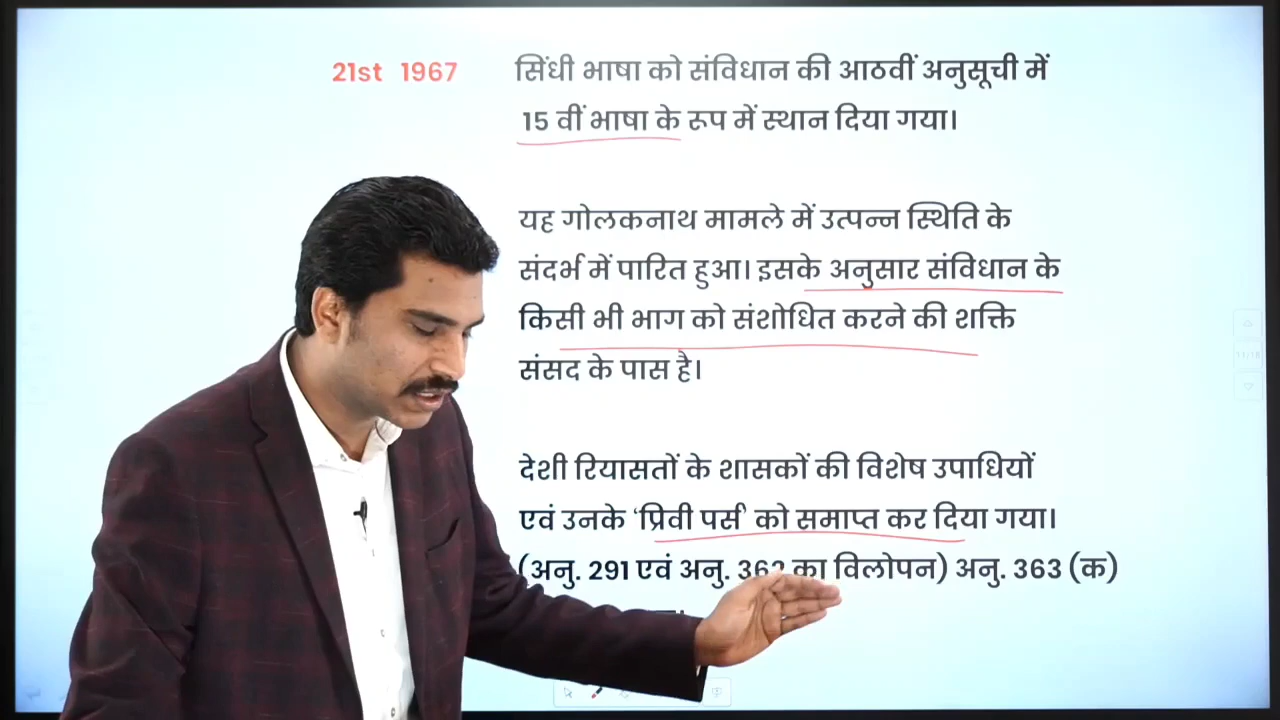 21st 1967 सिंधी भाषा को संविधान की आठवीं अनुसूची में
15 वीं भाषा के रूप में स्थान दिया गया।
यह गोलकनाथ मामले में उत्पन्न स्थिति के
संदर्भ में पारित हुआ। इसके अनुसार संविधान के
किसी भी भाग को संशोधित करने की शक्ति
संसद के पास है।
देशी रियासतों के शासकों की विशेष उपाधियों
एवं उनके ‘प्रिवी पर्स’ को समाप्त कर दिया गया।
(अनु. 291 एवं अनु. का विलोपन) अनु. 363 (क)